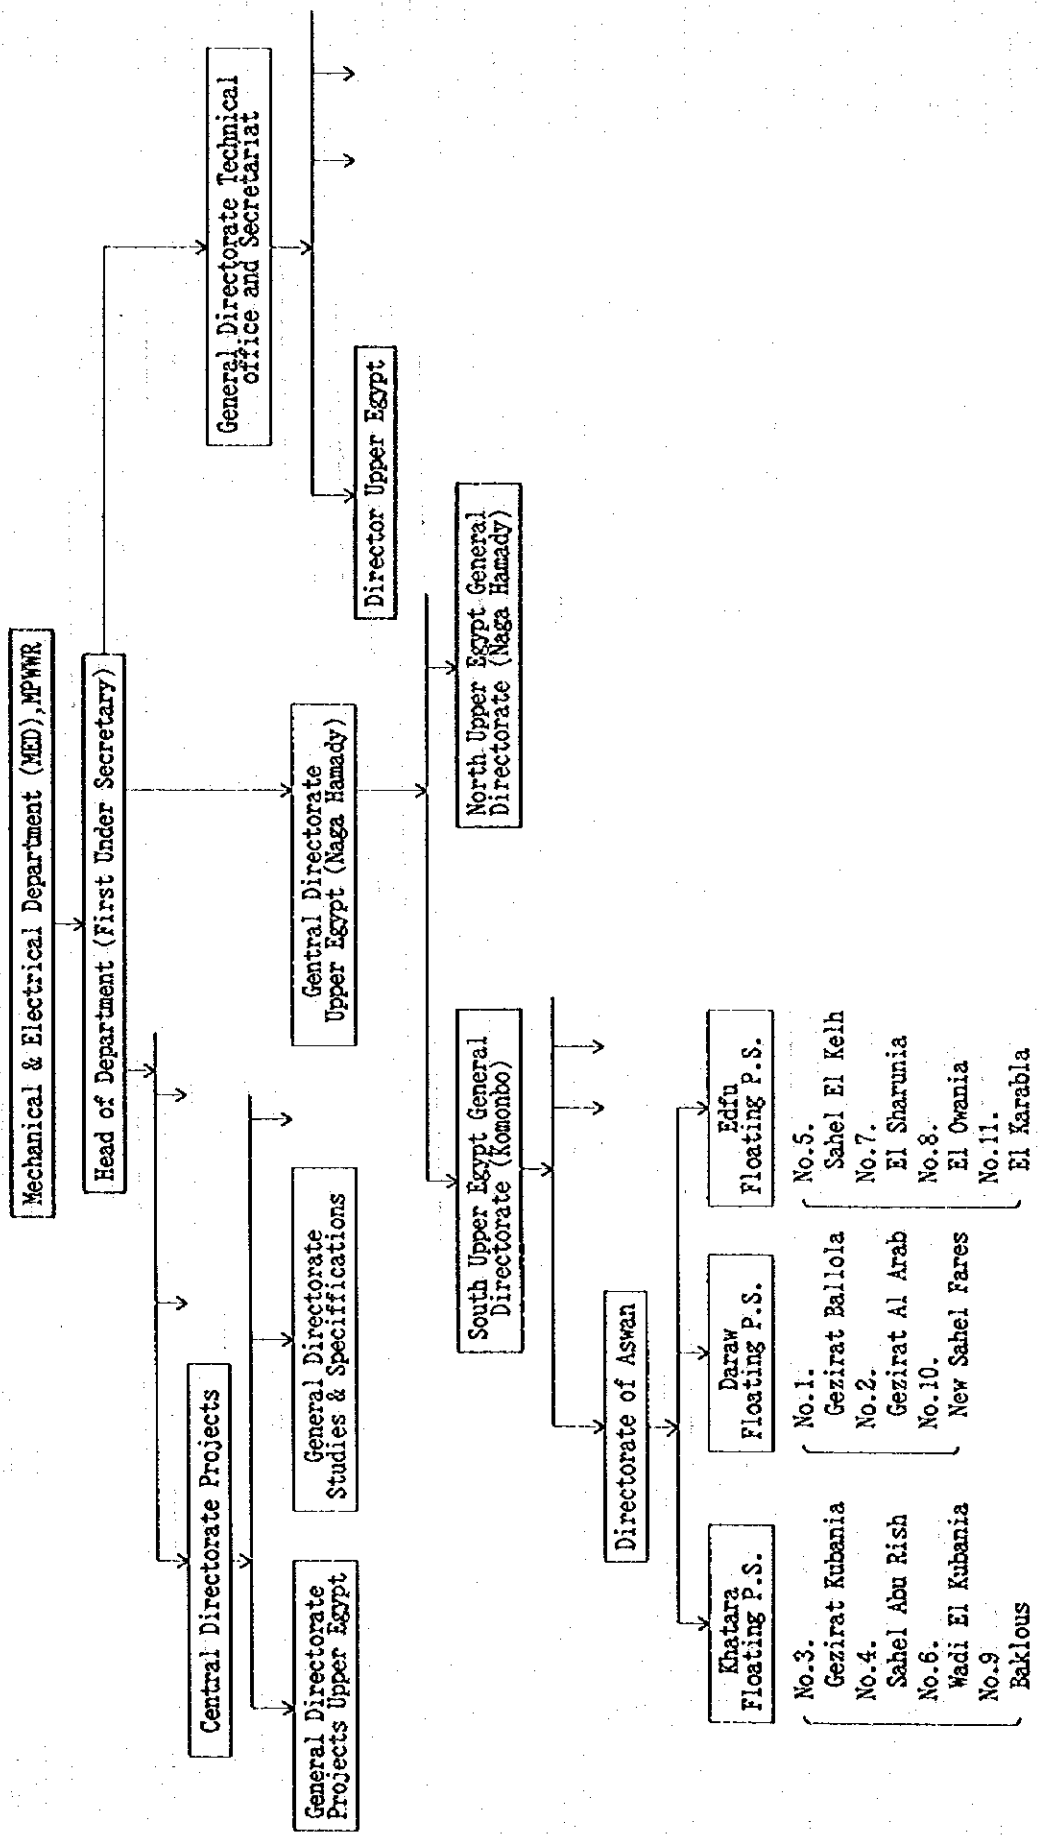 Mechanical & Electrical Department (MED),MPWWR
Head of Department (First Under Secretary)
General Directorate Technical
office and Secretariat
Central Directorate Projects
General Directorate
Projects Upper Egypt
General Directorate
Studies & Speciffications
Gentral Directorate
Upper Egypt (Naga Hamady)
Director Upper Egypt
South Upper Egypt General
Directorate (Komonbo)
North Upper Egypt General
Directorate (Naga Hamady)
Directorate of Aswan
Khatara
Floating P.S.
Daraw
Floating P.S.
Edfu
Floating P.S.
No.3.
Gezirat Kubania
No.4.
Sahel Abu Rish
No.6.
Wadi El Kubania
No.9
Baklous
No.1.
Gezirat Ballola
No.2.
Gezirat Al Arab
No.10.
New Sahel Fares
No.5.
Sahel El Kelh
No.7.
El Sharunia
No.8.
El Owania
No.11.
El Karabla